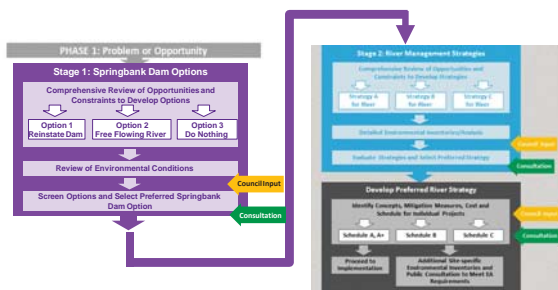 PHASE 1: Problem or Opportunity
Stage 1: Springbank Dam Options
Comprehensive Review of Opportunities and
Constraints to Develop Options
Option 1
Reinstate Dam
Option 2
Free Flowing River
Option 3
Do Nothing
Review of Environmental Conditions
Council Input
Screen Options and Select Preferred Springbank
Dam Option
Consultation
Stage 2: River Management Strategies
Comprehensive Review of Opportunities and
Constraints to Develop Strategies
Strategy A
for River
Strategy B
for River
Strategy C
for River
Detailed Environmental Inventories/Analysis
Council Input
Evaluate Strategies and Select Preferred Strategy
Consultation
Develop Preferred River Strategy
Identify Concepts, Mitigation Measures, Cost and
Schedule for Individual Projects
Council Input
Schedule A, A+
Schedule B
Schedule C
Consultation
Proceed to
Implementation
Additional Site-specific
Environmental Inventories and
Public Consultation to Meet EA
Requirements